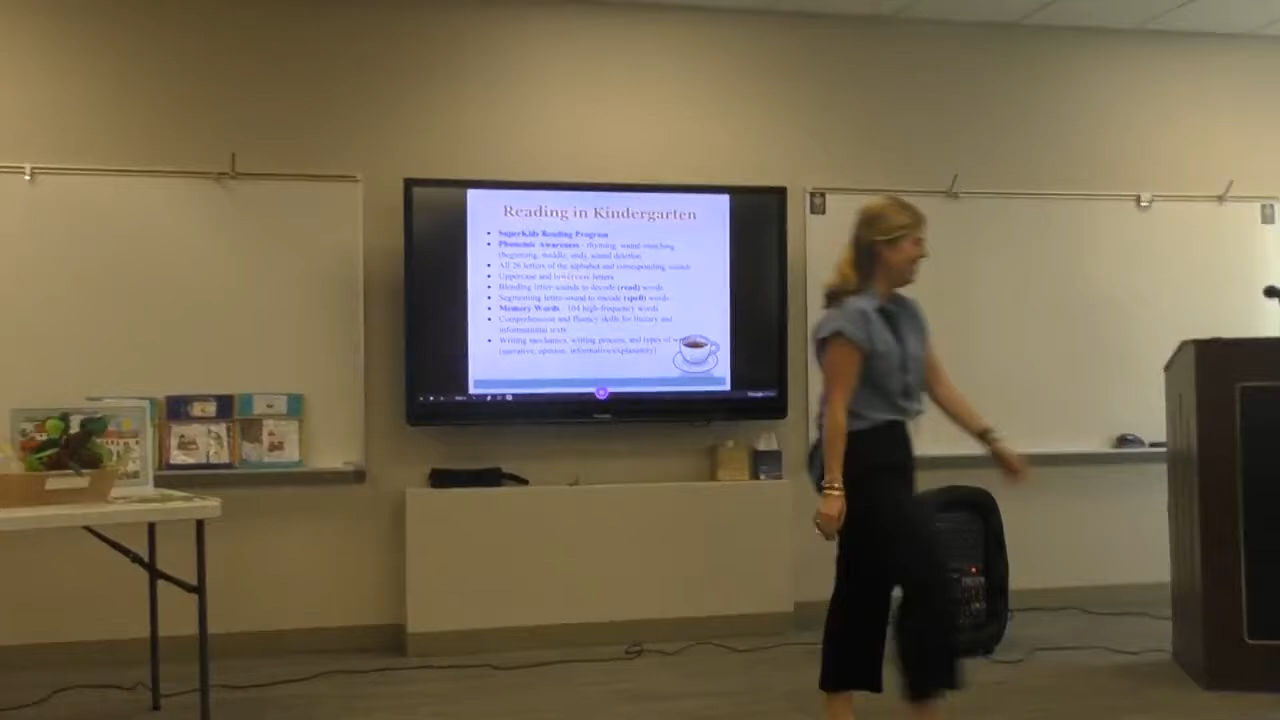 Reading in Kindergarten
SuperKids Reading Program
Phonemic Awareness - rhyming, sound matching
(beginning, middle, end), sound deletion
All 26 letters of the alphabet and corresponding sounds
Uppercase and lowercase letters
Blending letter-sounds to decode (read) words
Segmenting letter-sound to encode (spell) words
Memory Words - 104 high-frequency words
Comprehension and fluency skills for literary and
informational texts
Writing mechanics, writing process, and types of
(narrative, opinion, informative/explanatory)